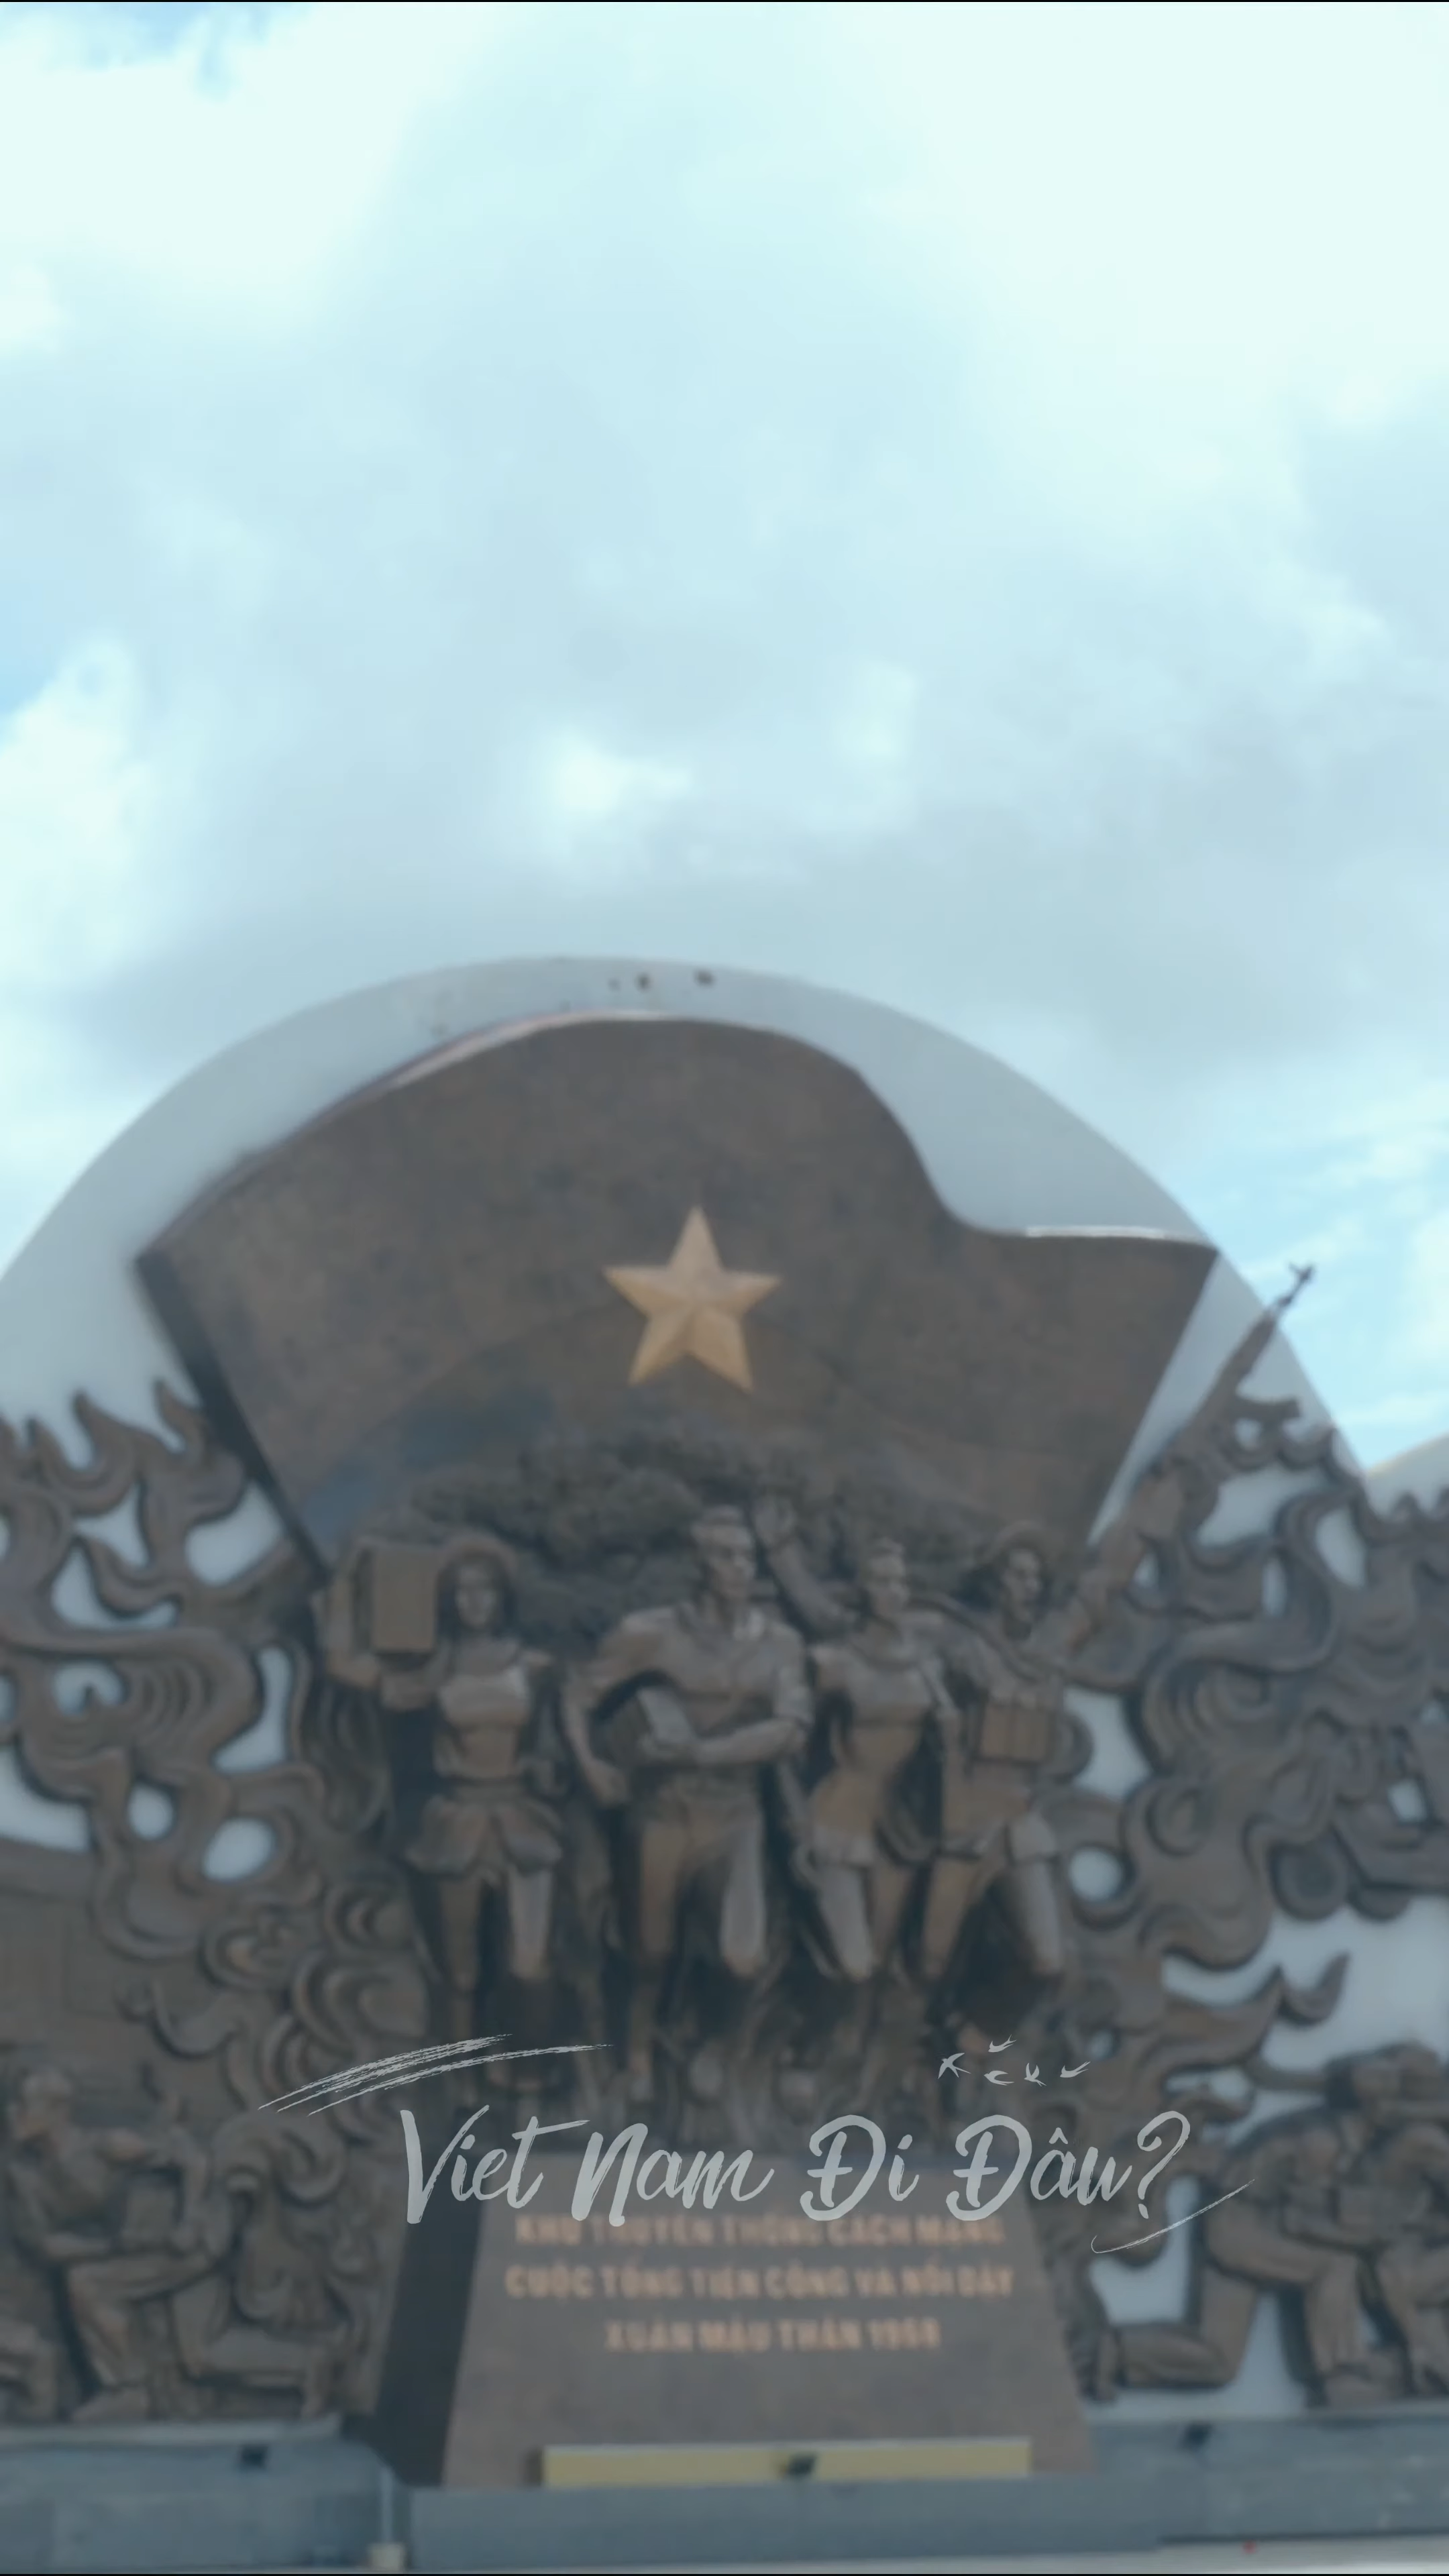 Viet Nam Đi Đâu?
KHU TRUYỀN THỐNG CÁCH MẠNG
CUỘC TỔNG TIẾN CÔNG VÀ NỔI DẬY
XUÂN MẬU THÂN 1968